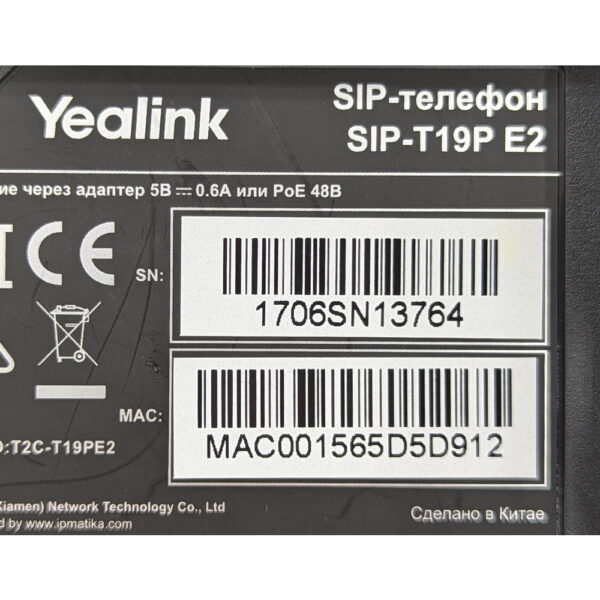 Yealink
SIP-телефон
SIP-T19P E2
через адаптер 5В 0.6A или PoE 48В
CE
SN:
1706SN13764
MAC:
MAC001565D5D912
:T2C-T19PE2
Xiamen) Network Technology Co., Ltd
by www.ipmatika.com
Сделано в Китае